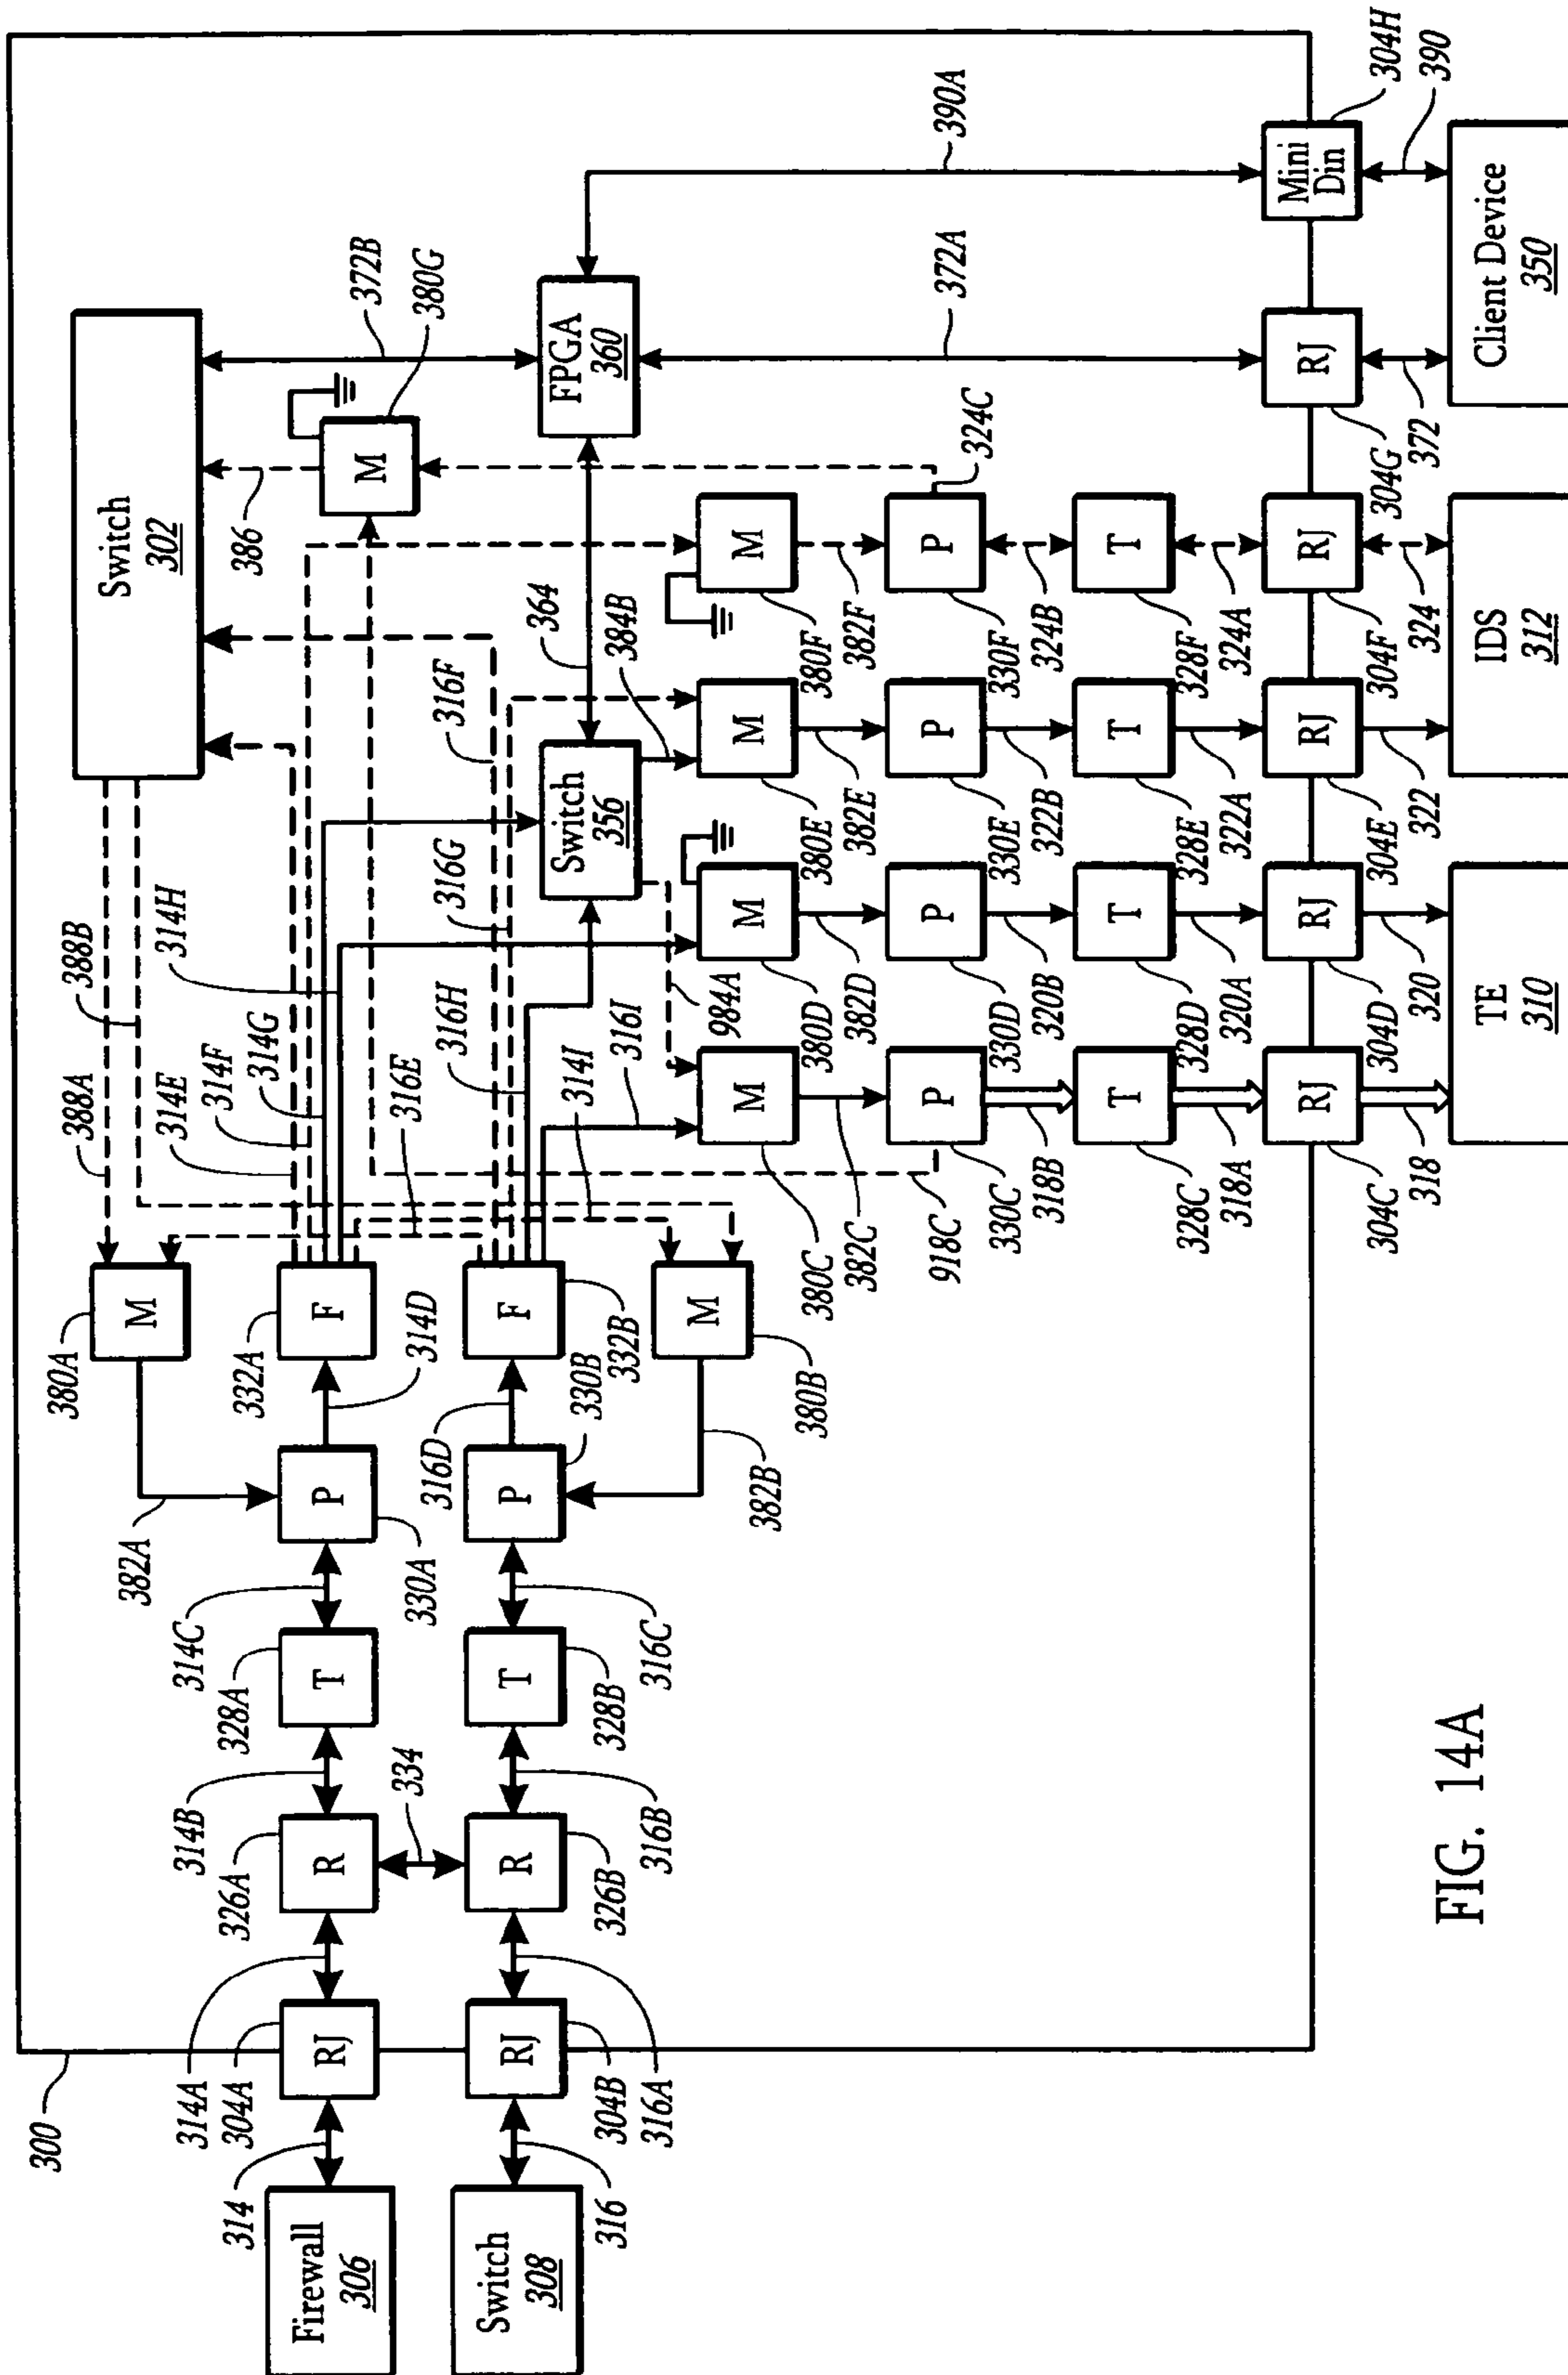 300
Firewall
306
314
304A
314A
RJ
326A
314B
R
328A
314C
T
382A
P
330A
314D
332A
F
380A
M
388A
388B
314E
314F
314G
314H
316E
314I
316H
316I
316G
316F
Switch
302
386
372B
380G
M
Switch
308
316
RJ
304B
316A
334
R
326B
316B
T
328B
316C
P
316D
330B
F
332B
M
380B
382B
Switch
356
364
384B
984A
FPGA
360
390A
372A
M
380C
382C
918C
P
330C
318B
T
328C
318A
RJ
304C
318
M
380D
382D
P
330D
320B
T
328D
320A
RJ
304D
320
TE
310
M
380E
382E
P
330E
322B
T
328E
322A
RJ
304E
322
M
380F
382F
P
324C
330F
324B
T
328F
324A
RJ
304F
324
IDS
312
RJ
304G
372
Mini
Din
304H
390
Client Device
350
FIG. 14A